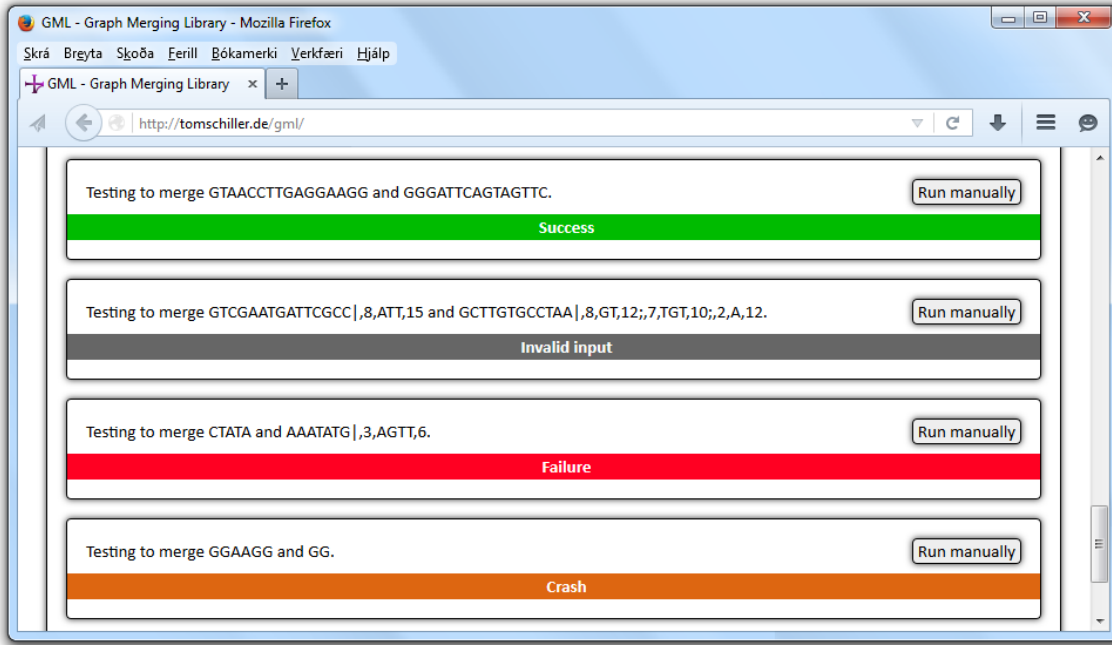 GML - Graph Merging Library - Mozilla Firefox
Skrá Breyta Skoða Ferill Bókamerki Verkfæri Hjálp
GML - Graph Merging Library
http://tomschiller.de/gml/
Testing to merge GTAACCTTGAGGAAGG and GGGATTCAGTAGTTC. Run manually
Success
Testing to merge GTCGAATGATTCGCC|,8,ATT,15 and GCTTGTGCCTAA|,8,GT,12;,7,TGT,10;,2,A,12. Run manually
Invalid input
Testing to merge CTATA and AAATATG|,3,AGTT,6. Run manually
Failure
Testing to merge GGAAGG and GG. Run manually
Crash